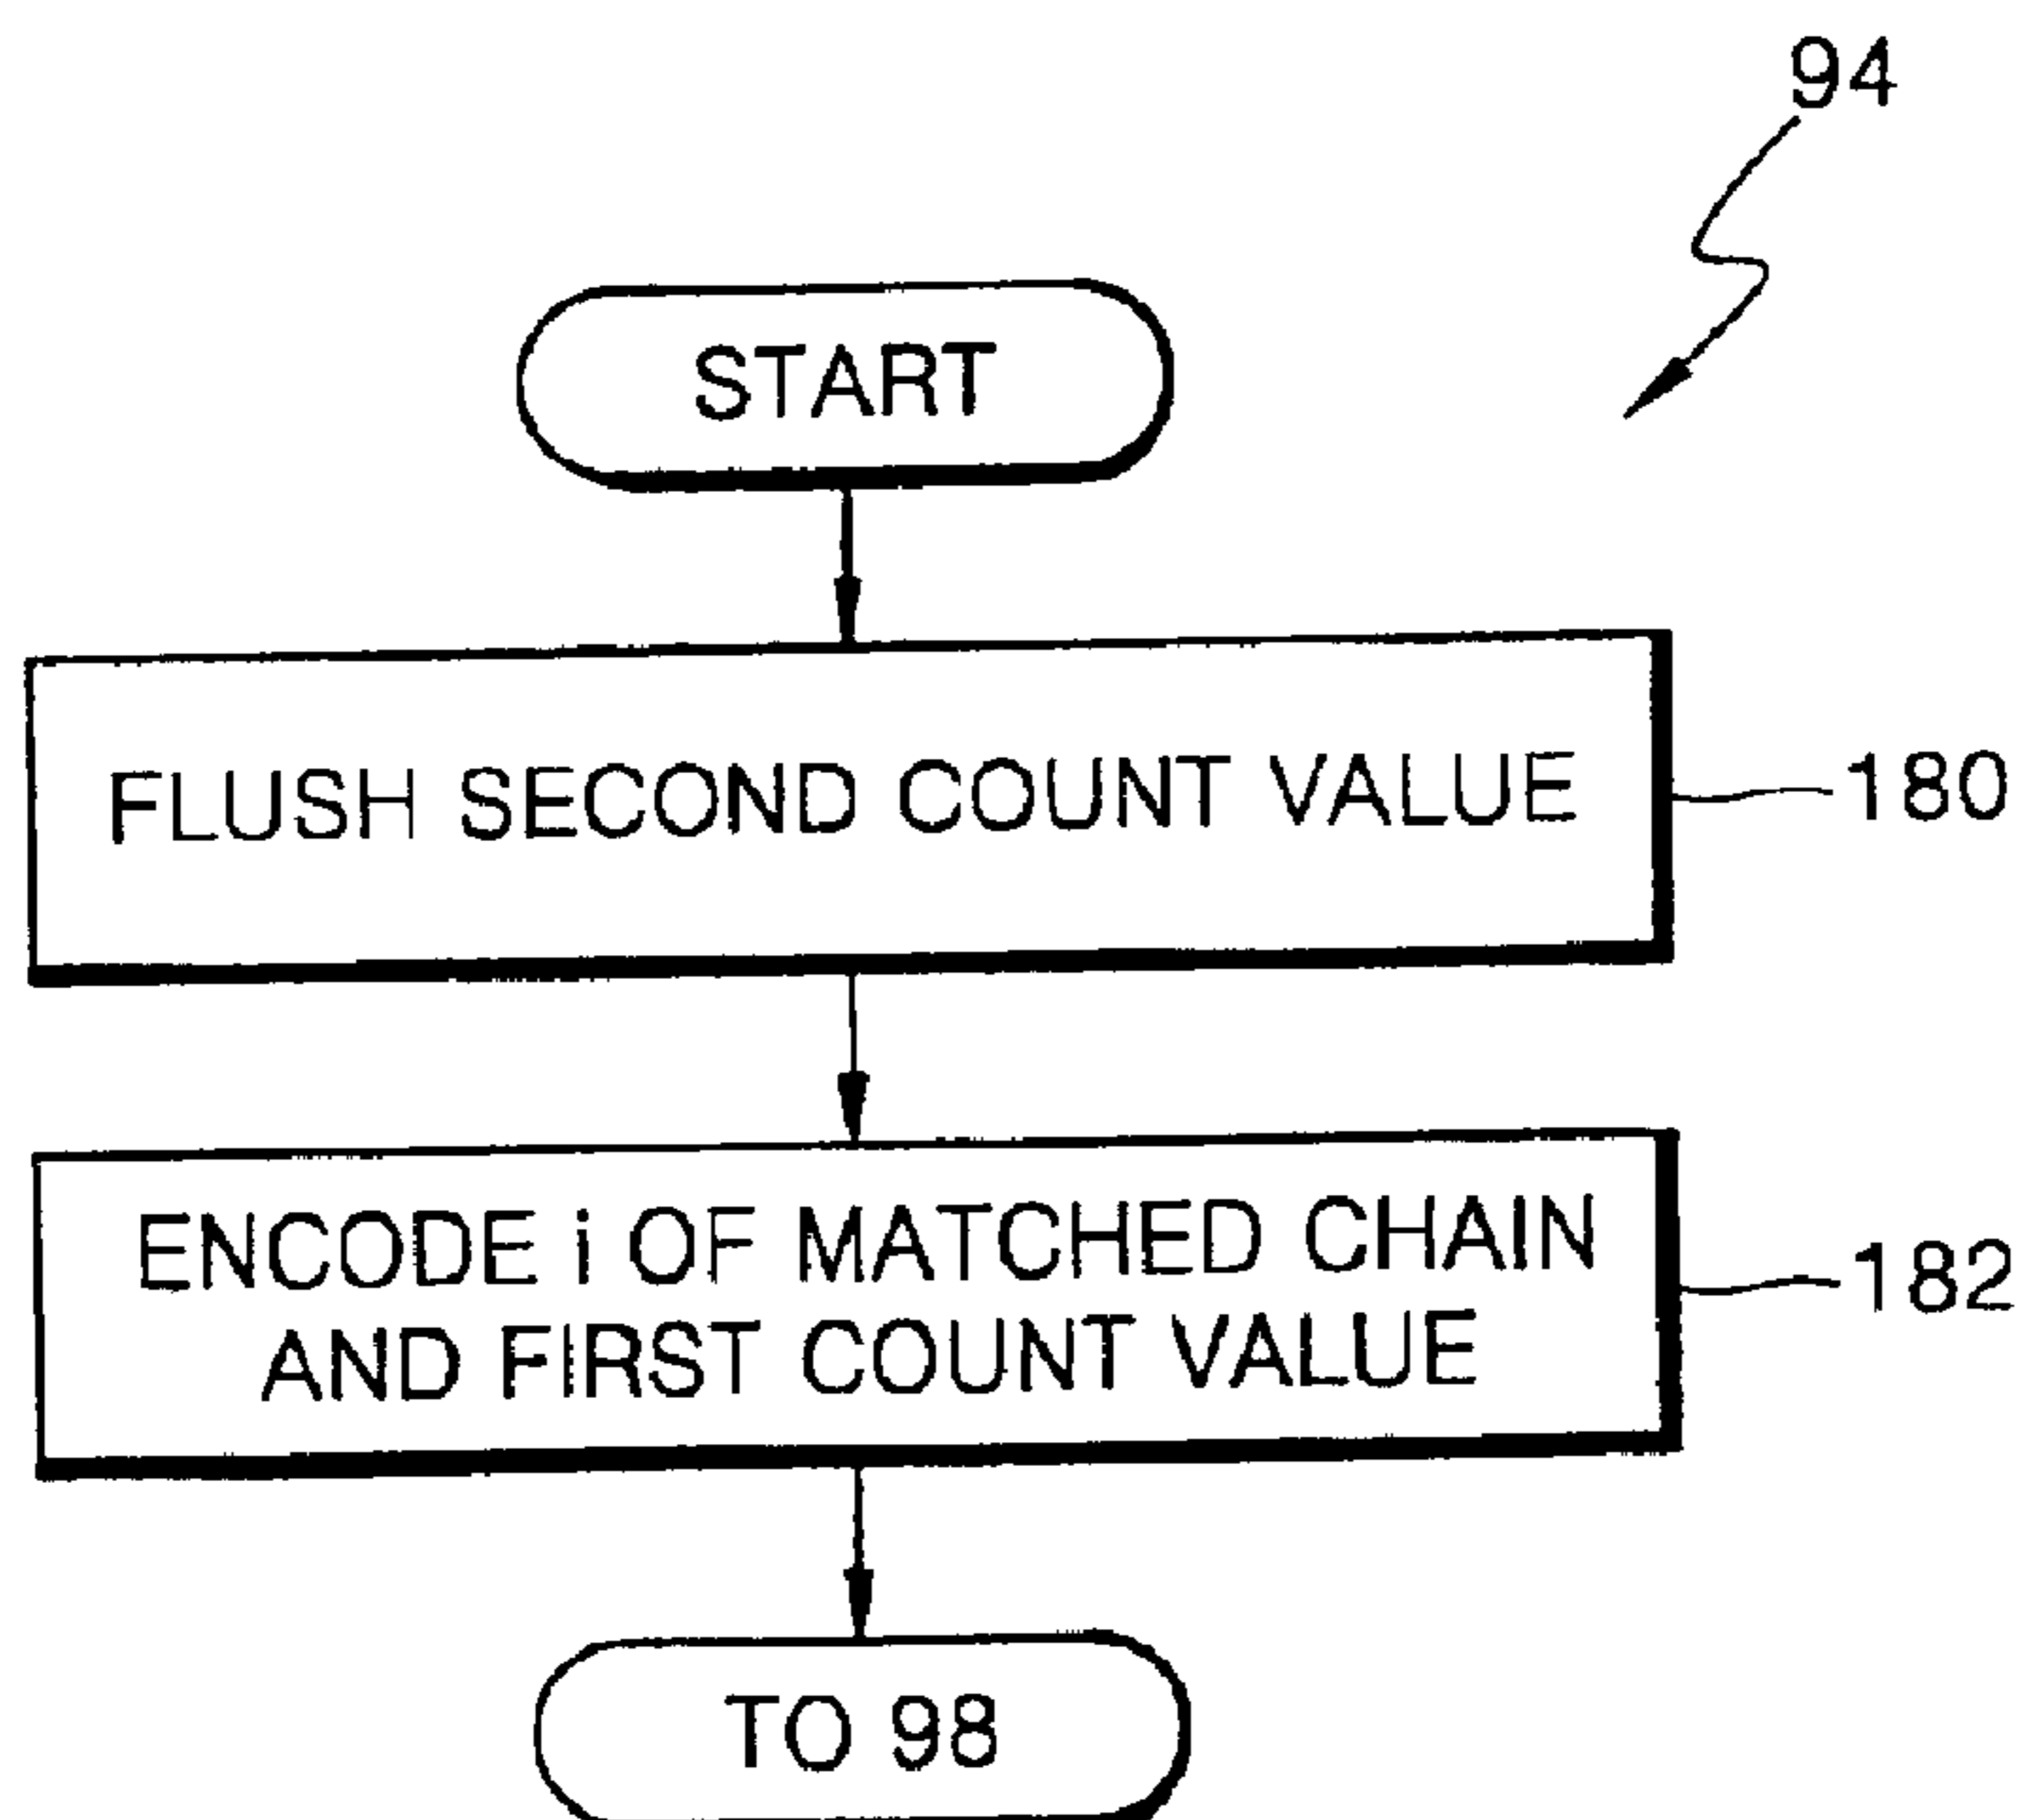 94
START
FLUSH SECOND COUNT VALUE
180
ENCODE i OF MATCHED CHAIN
AND FIRST COUNT VALUE
182
TO 98